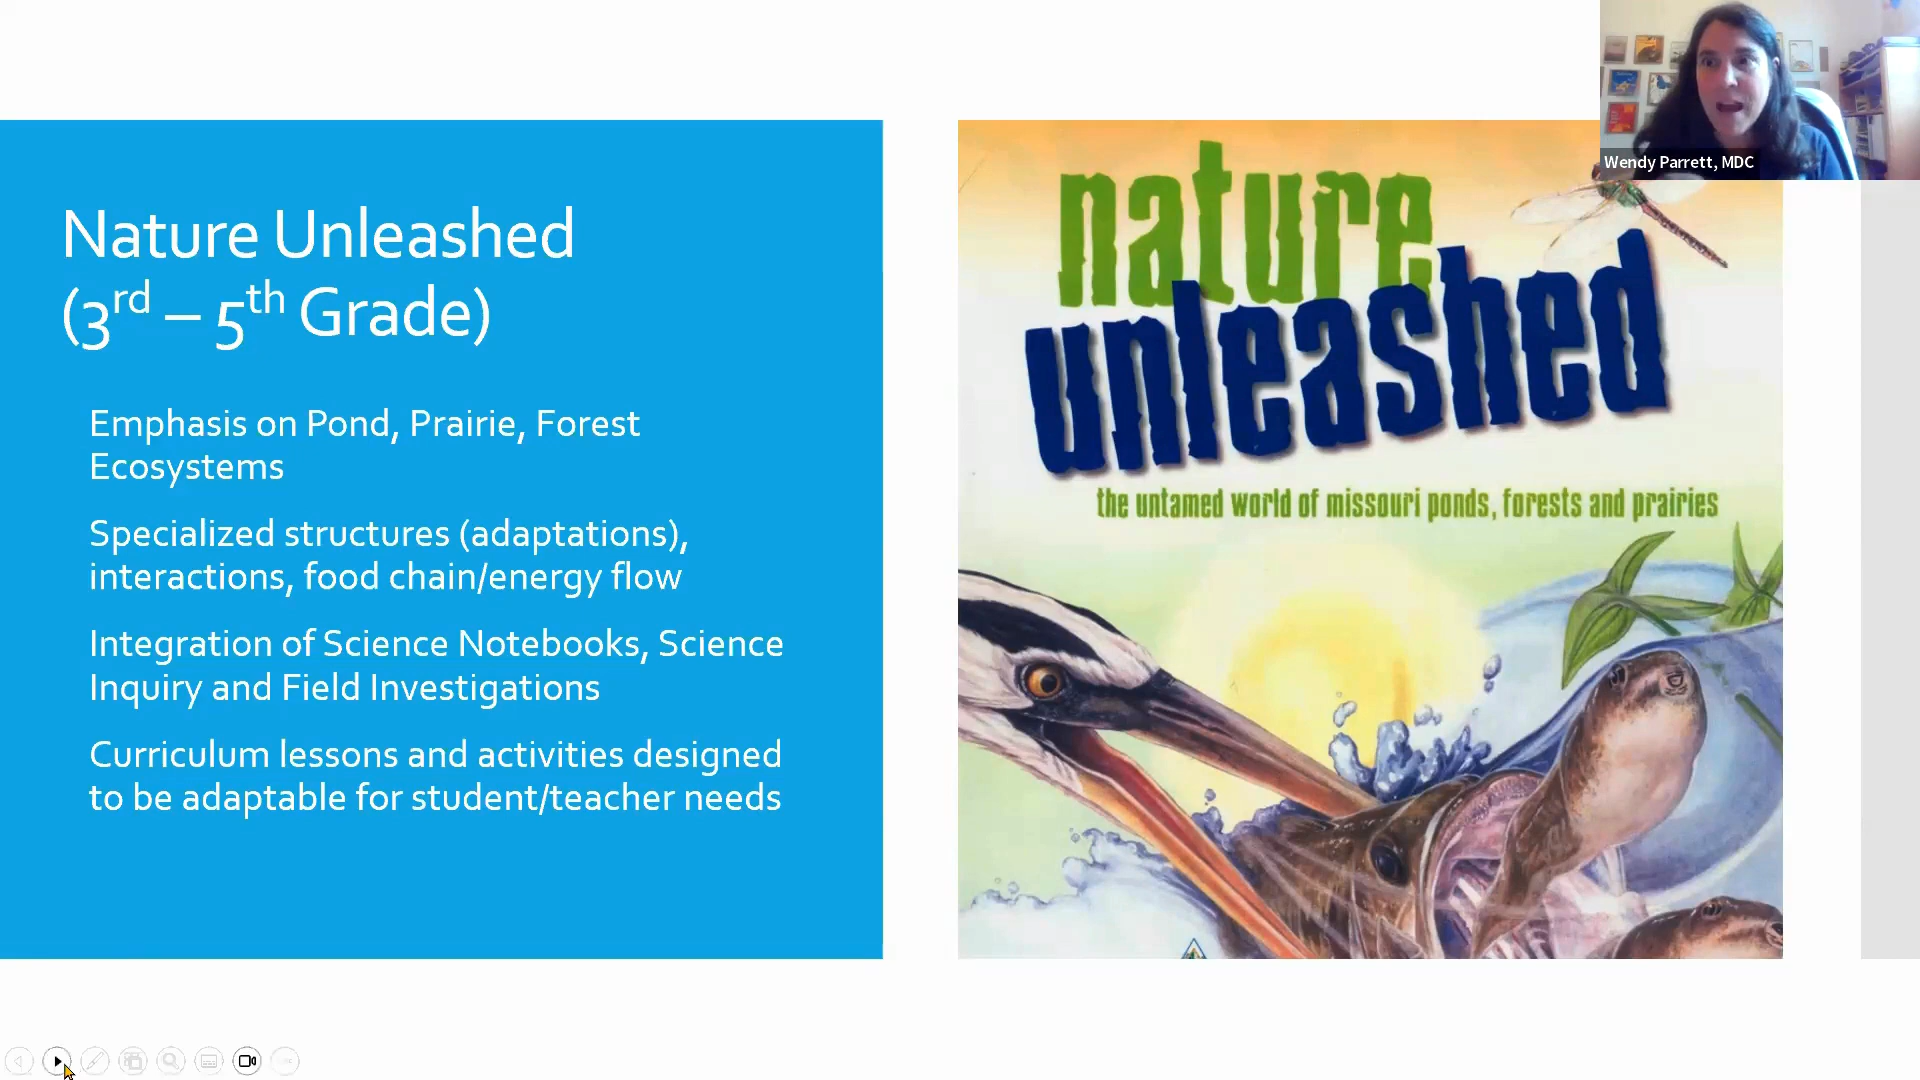 Nature Unleashed
(3rd – 5th Grade)
Emphasis on Pond, Prairie, Forest
Ecosystems
Specialized structures (adaptations),
interactions, food chain/energy flow
Integration of Science Notebooks, Science
Inquiry and Field Investigations
Curriculum lessons and activities designed
to be adaptable for student/teacher needs
nature
unleashed
the untamed world of missouri ponds, forests and prairies
Wendy Parrett, MDC